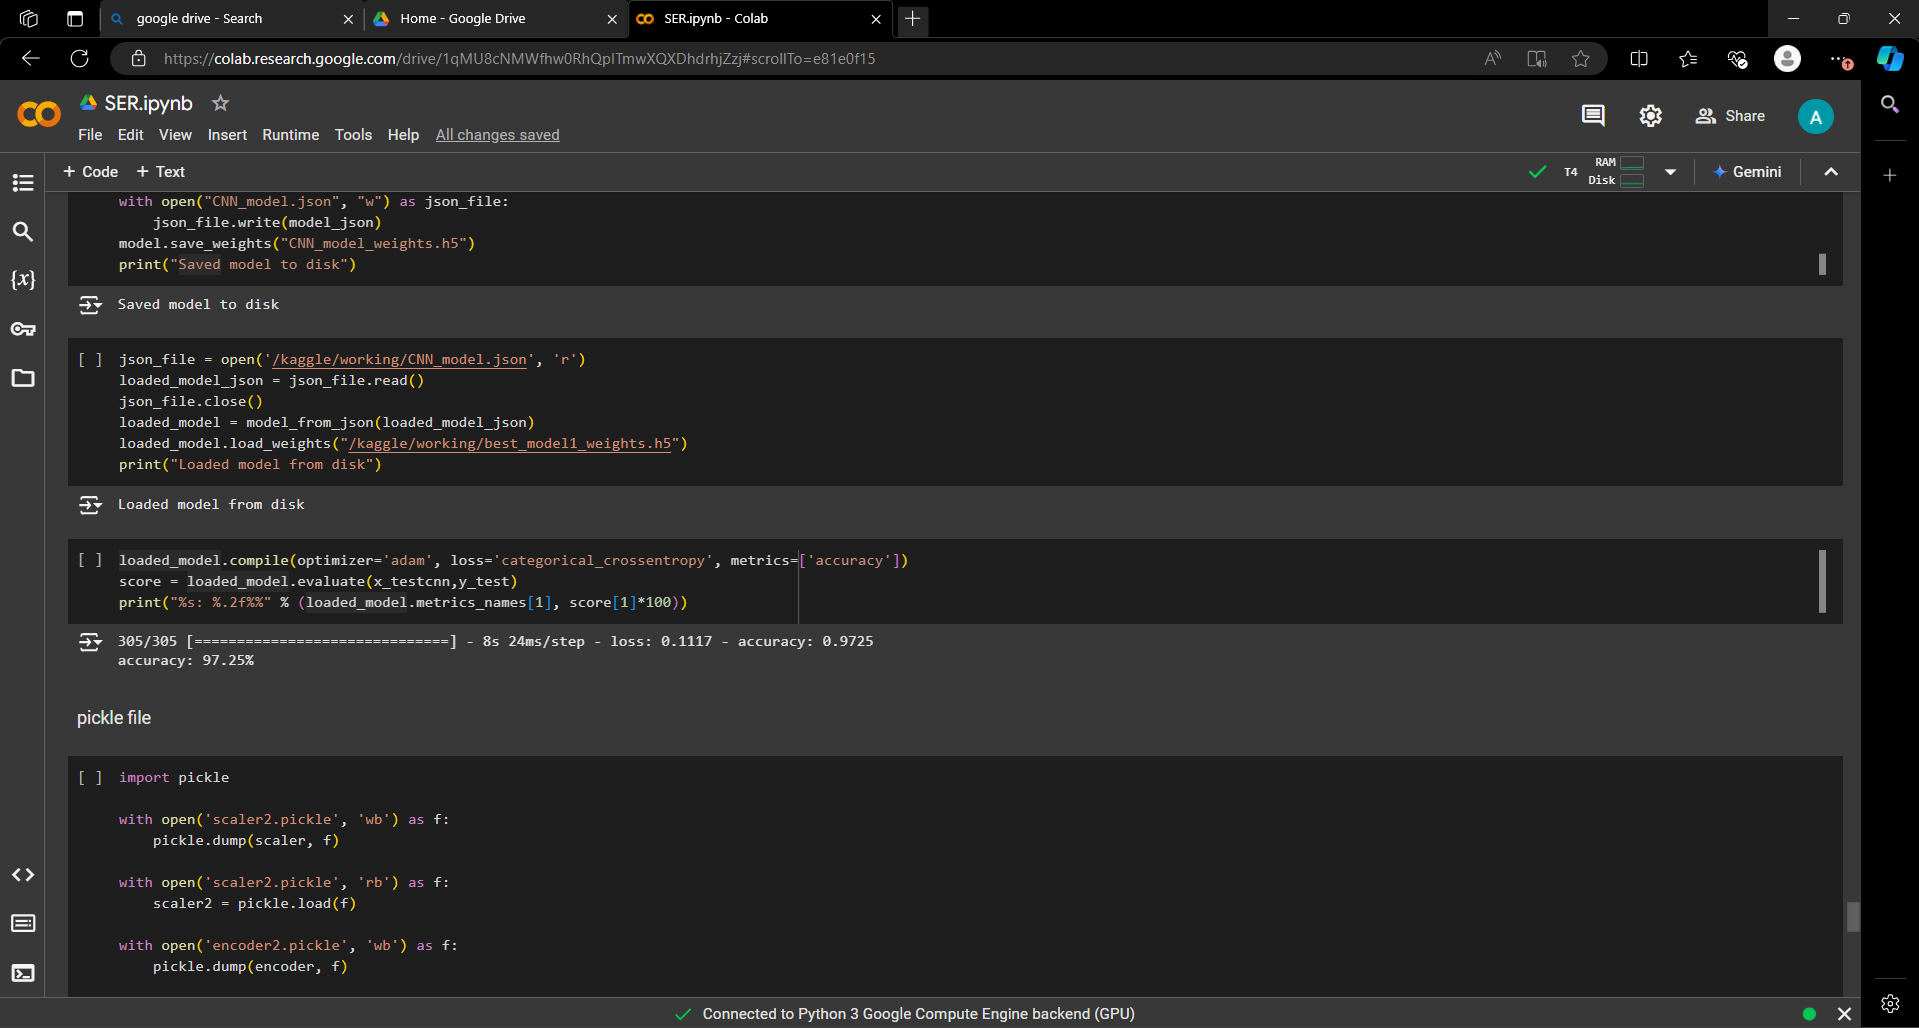 google drive - Search
Home - Google Drive
SER.ipynb - Colab
https://colab.research.google.com/drive/1qMU8cNMWfhw0RhQpITmwXQXDhdrhjZzj#scrollTo=e81e0f15
SER.ipynb
File Edit View Insert Runtime Tools Help All changes saved
Share
A
+ Code + Text
T4 RAM Disk
Gemini
with open("CNN_model.json", "w") as json_file:
    json_file.write(model_json)
model.save_weights("CNN_model_weights.h5")
print("Saved model to disk")
Saved model to disk
[ ] json_file = open('/kaggle/working/CNN_model.json', 'r')
loaded_model_json = json_file.read()
json_file.close()
loaded_model = model_from_json(loaded_model_json)
loaded_model.load_weights("/kaggle/working/best_model1_weights.h5")
print("Loaded model from disk")
Loaded model from disk
[ ] loaded_model.compile(optimizer='adam', loss='categorical_crossentropy', metrics=['accuracy'])
score = loaded_model.evaluate(x_testcnn,y_test)
print("%s: %.2f%%" % (loaded_model.metrics_names[1], score[1]*100))
305/305 [==============================] - 8s 24ms/step - loss: 0.1117 - accuracy: 0.9725
accuracy: 97.25%
pickle file
[ ] import pickle
with open('scaler2.pickle', 'wb') as f:
    pickle.dump(scaler, f)
with open('scaler2.pickle', 'rb') as f:
    scaler2 = pickle.load(f)
with open('encoder2.pickle', 'wb') as f:
    pickle.dump(encoder, f)
Connected to Python 3 Google Compute Engine backend (GPU)